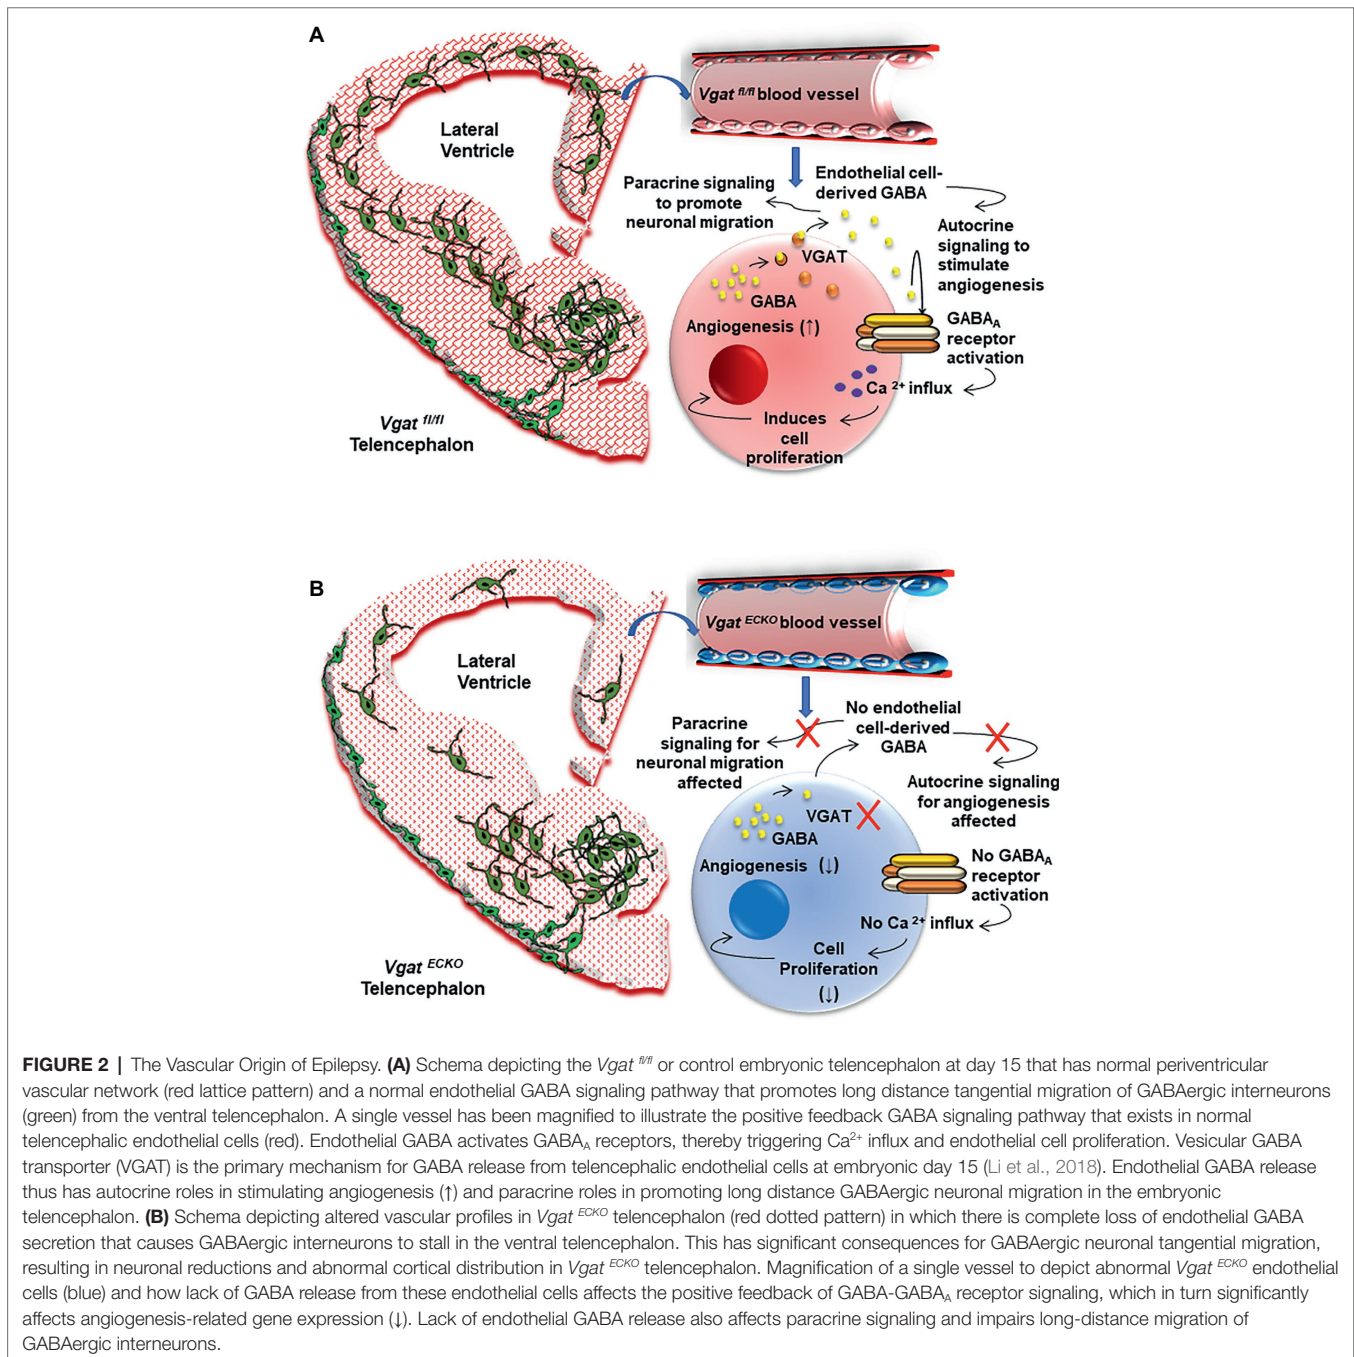 A
Vgat fl/fl blood vessel
Lateral
Ventricle
Paracrine signaling
to promote
neuronal migration
Endothelial cell-
derived GABA
Autocrine
signaling to
stimulate
angiogenesis
VGAT
GABA
Angiogenesis (↑)
GABAA
receptor
activation
Ca 2+ influx
Induces
cell
proliferation
Vgat fl/fl
Telencephalon
B
Vgat ECKO blood vessel
Lateral
Ventricle
Paracrine
signaling for
neuronal migration
affected
No endothelial
cell-derived
GABA
Autocrine signaling
for angiogenesis
affected
VGAT
GABA
Angiogenesis (↓)
No GABAA
receptor
activation
No Ca 2+ influx
Cell
Proliferation
(↓)
Vgat ECKO
Telencephalon
FIGURE 2 | The Vascular Origin of Epilepsy. (A) Schema depicting the Vgat fl/fl or control embryonic telencephalon at day 15 that has normal periventricular
vascular network (red lattice pattern) and a normal endothelial GABA signaling pathway that promotes long distance tangential migration of GABAergic interneurons
(green) from the ventral telencephalon. A single vessel has been magnified to illustrate the positive feedback GABA signaling pathway that exists in normal
telencephalic endothelial cells (red). Endothelial GABA activates GABAA receptors, thereby triggering Ca2+ influx and endothelial cell proliferation. Vesicular GABA
transporter (VGAT) is the primary mechanism for GABA release from telencephalic endothelial cells at embryonic day 15 (Li et al., 2018). Endothelial GABA release
thus has autocrine roles in stimulating angiogenesis (↑) and paracrine roles in promoting long distance GABAergic neuronal migration in the embryonic
telencephalon. (B) Schema depicting altered vascular profiles in Vgat ECKO telencephalon (red dotted pattern) in which there is complete loss of endothelial GABA
secretion that causes GABAergic interneurons to stall in the ventral telencephalon. This has significant consequences for GABAergic neuronal tangential migration,
resulting in neuronal reductions and abnormal cortical distribution in Vgat ECKO telencephalon. Magnification of a single vessel to depict abnormal Vgat ECKO endothelial
cells (blue) and how lack of GABA release from these endothelial cells affects the positive feedback of GABA-GABAA receptor signaling, which in turn significantly
affects angiogenesis-related gene expression (↓). Lack of endothelial GABA release also affects paracrine signaling and impairs long-distance migration of
GABAergic interneurons.